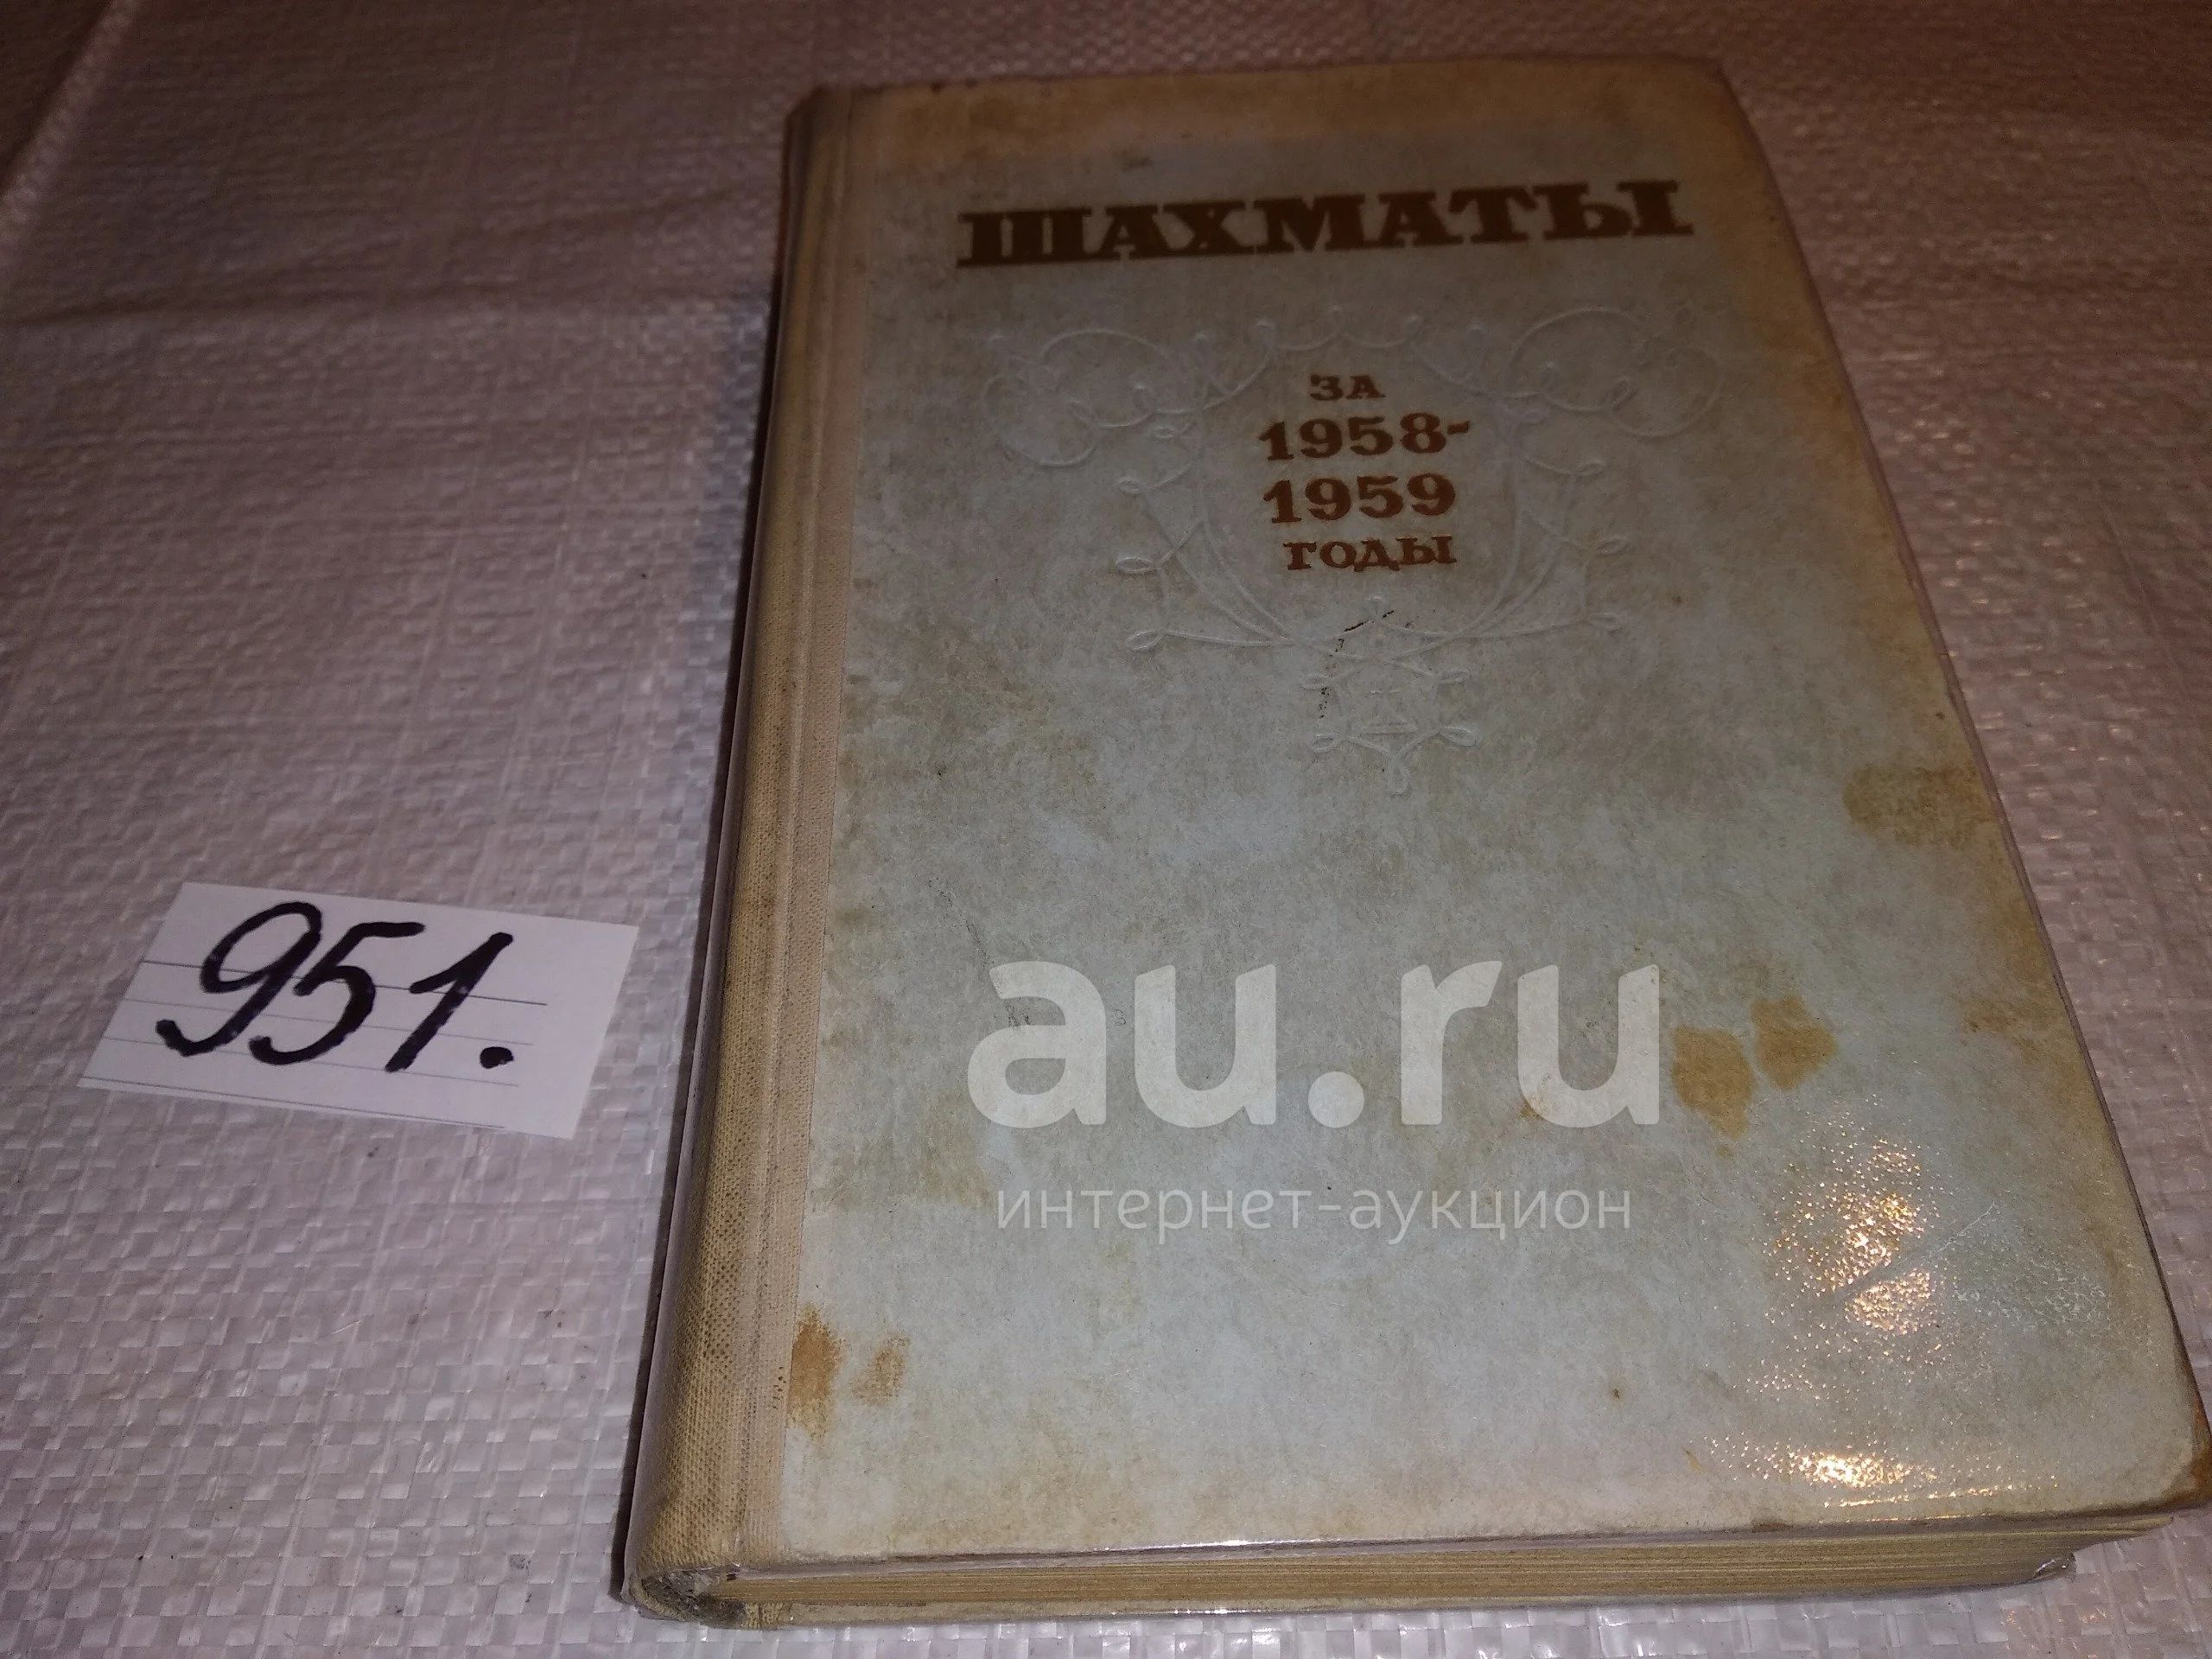 ШАХМАТЫ
ЗА
1958-
1959
ГОДЫ
951.
au.ru
интернет-аукцион